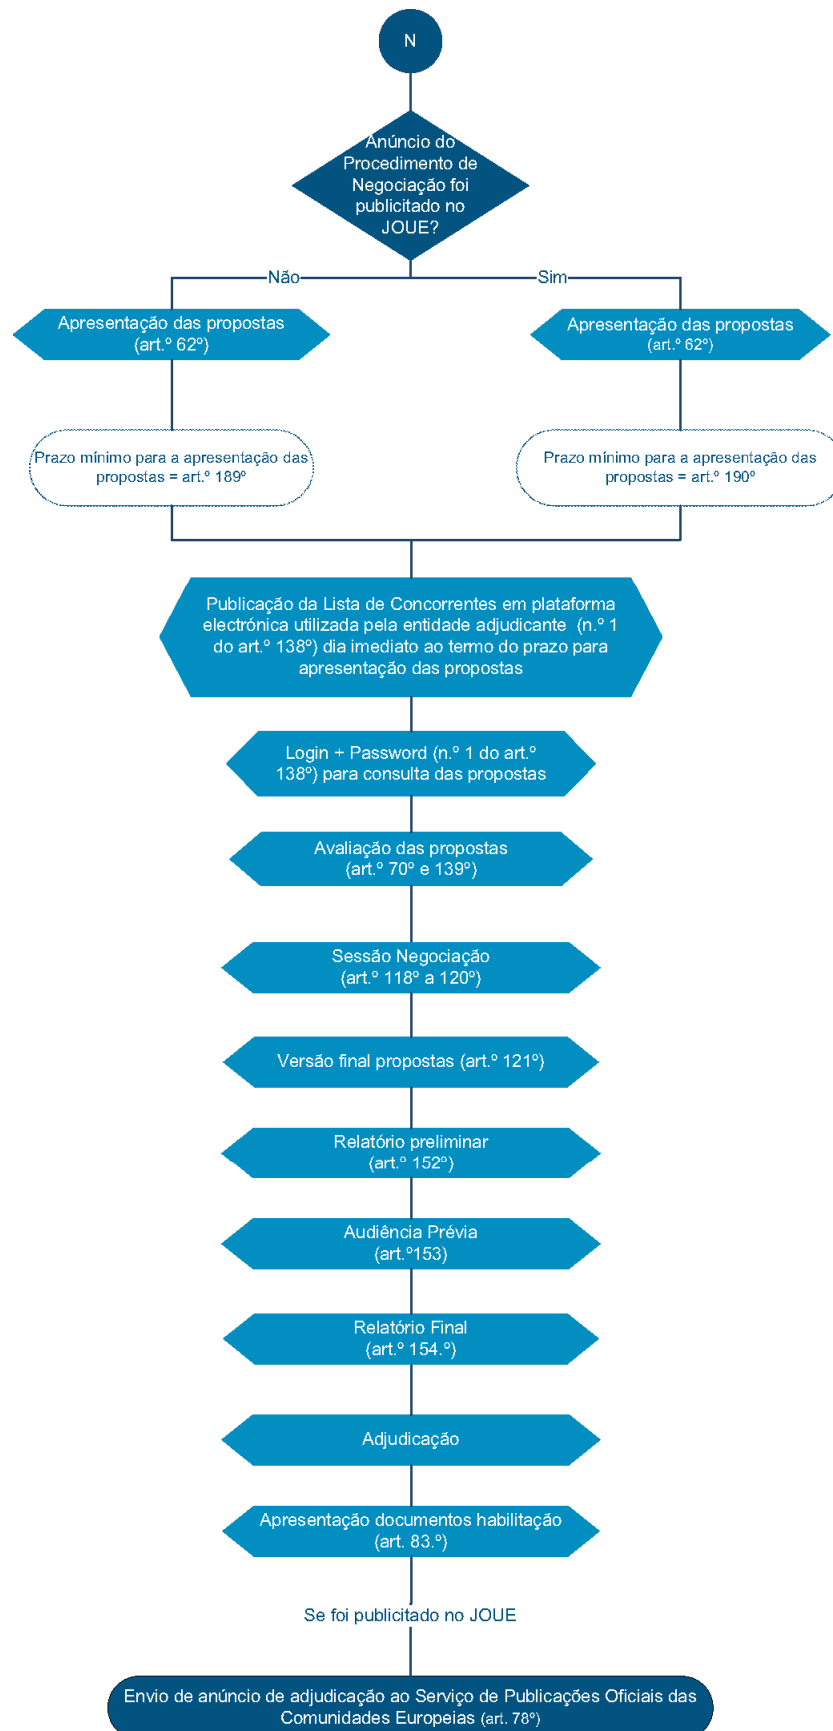 N
Anúncio do
Procedimento de
Negociação foi
publicitado no
JOUE?
Não
Sim
Apresentação das propostas
(art.º 62º)
Apresentação das propostas
(art.º 62º)
Prazo mínimo para a apresentação das
propostas = art.º 189º
Prazo mínimo para a apresentação das
propostas = art.º 190º
Publicação da Lista de Concorrentes em plataforma
electrónica utilizada pela entidade adjudicante (n.º 1
do art.º 138º) dia imediato ao termo do prazo para
apresentação das propostas
Login + Password (n.º 1 do art.º
138º) para consulta das propostas
Avaliação das propostas
(art.º 70º e 139º)
Sessão Negociação
(art.º 118º a 120º)
Versão final propostas (art.º 121º)
Relatório preliminar
(art.º 152º)
Audiência Prévia
(art.º153)
Relatório Final
(art.º 154.º)
Adjudicação
Apresentação documentos habilitação
(art. 83.º)
Se foi publicitado no JOUE
Envio de anúncio de adjudicação ao Serviço de Publicações Oficiais das
Comunidades Europeias (art. 78º)